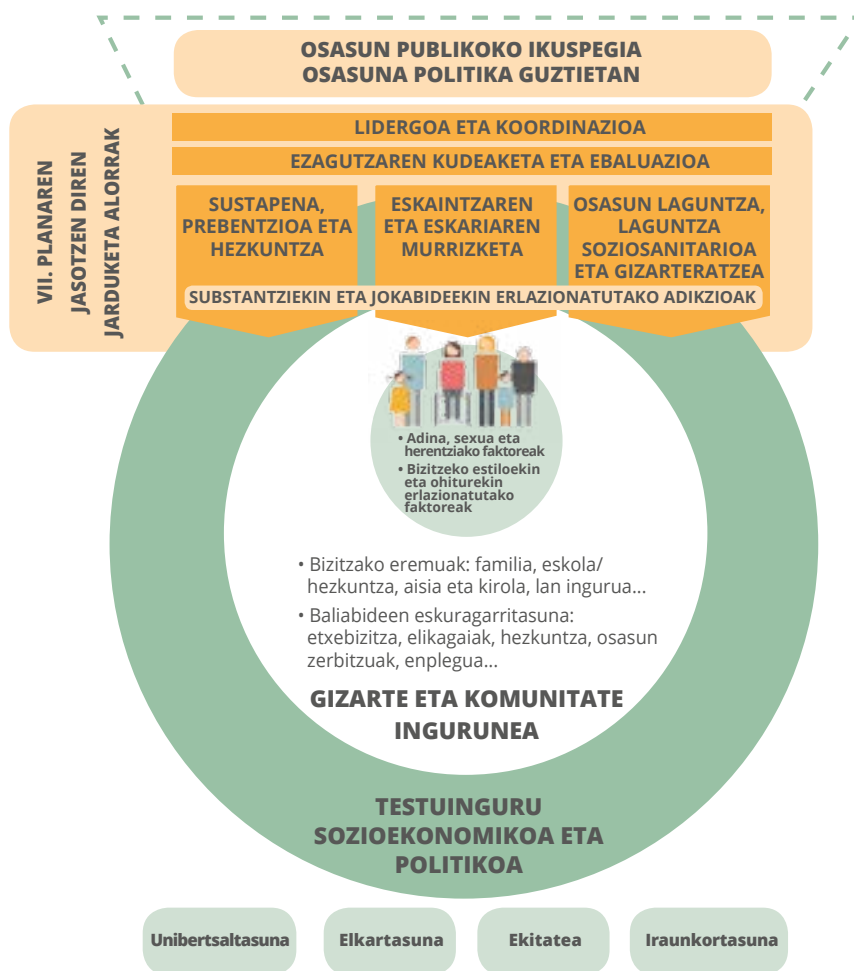 OSASUN PUBLIKOKO IKUSPEGIA
OSASUNA POLITIKA GUZTIETAN
VII. PLANAREN
JASOTZEN DIREN
JARDUKETA ALORRAK
LIDERGOA ETA KOORDINAZIOA
EZAGUTZAREN KUDEAKETA ETA EBALUAZIOA
SUSTAPENA,
PREBENTZIOA ETA
HEZKUNTZA
ESKAINTZAREN
ETA ESKARIAREN
MURRIZKETA
OSASUN LAGUNTZA,
LAGUNTZA
SOZIOSANITARIOA
ETA GIZARTERATZEA
SUBSTANTZIEKIN ETA JOKABIDEEKIN ERLAZIONATUTAKO ADIKZIOAK
• Adina, sexua eta
herentziako faktoreak
• Bizitzeko estiloekin
eta ohiturekin
erlazionatutako
faktoreak
• Bizitzako eremuak: familia, eskola/
hezkuntza, aisia eta kirola, lan ingurua...
• Baliabideen eskuragarritasuna:
etxebizitza, elikagaiak, hezkuntza, osasun
zerbitzuak, enplegua...
GIZARTE ETA KOMUNITATE
INGURUNEA
TESTUINGURU
SOZIOEKONOMIKOA ETA
POLITIKOA
Unibertsaltasuna
Elkartasuna
Ekitatea
Iraunkortasuna